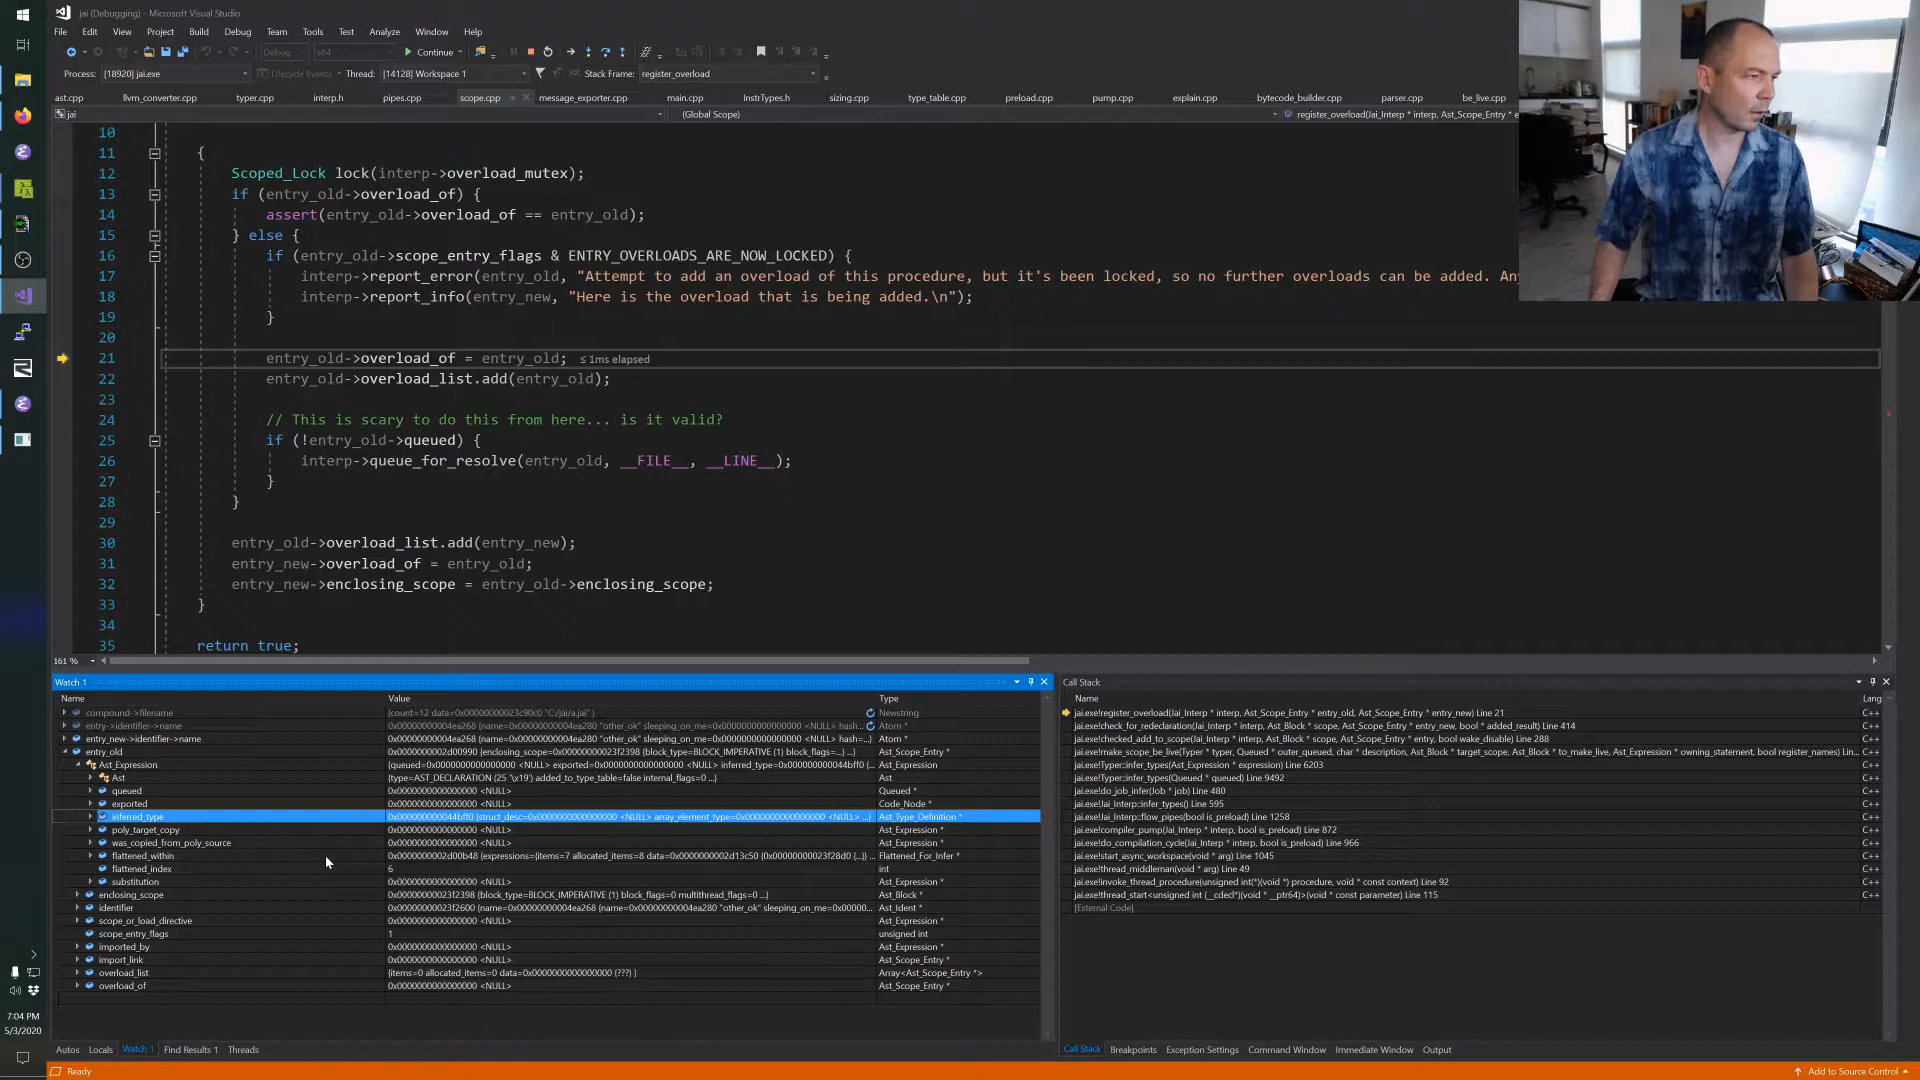 jai (Debugging) - Microsoft Visual Studio
File Edit View Project Build Debug Team Tools Test Analyze Window Help
Debug x64 Continue
Process: [18920] jai.exe Lifecycle Events Thread: [14128] Workspace 1 Stack Frame: register_overload
ast.cpp llvm_converter.cpp typer.cpp interp.h pipes.cpp scope.cpp message_exporter.cpp main.cpp InstrTypes.h sizing.cpp type_table.cpp preload.cpp pump.cpp explain.cpp bytecode_builder.cpp parser.cpp be_live.cpp
jai (Global Scope) register_overload(Jai_Interp * interp, Ast_Scope_Entry * e
10
11 {
12 Scoped_Lock lock(interp->overload_mutex);
13 if (entry_old->overload_of) {
14 assert(entry_old->overload_of == entry_old);
15 } else {
16 if (entry_old->scope_entry_flags & ENTRY_OVERLOADS_ARE_NOW_LOCKED) {
17 interp->report_error(entry_old, "Attempt to add an overload of this procedure, but it's been locked, so no further overloads can be added. An
18 interp->report_info(entry_new, "Here is the overload that is being added.\n");
19 }
20
21 entry_old->overload_of = entry_old; ≤ 1ms elapsed
22 entry_old->overload_list.add(entry_old);
23
24 // This is scary to do this from here... is it valid?
25 if (!entry_old->queued) {
26 interp->queue_for_resolve(entry_old, __FILE__, __LINE__);
27 }
28 }
29
30 entry_old->overload_list.add(entry_new);
31 entry_new->overload_of = entry_old;
32 entry_new->enclosing_scope = entry_old->enclosing_scope;
33 }
34
35 return true;
161 %
Watch 1
Name Value Type
compound->filename {count=12 data=0x00000000023c90c0 "C:/jai/a.jai" } Newstring
entry->identifier->name 0x00000000004ea268 {name=0x00000000004ea280 "other_ok" sleeping_on_me=0x0000000000000000 <NULL> hash... Atom *
entry_new->identifier->name 0x00000000004ea268 {name=0x00000000004ea280 "other_ok" sleeping_on_me=0x0000000000000000 <NULL> hash=... Atom *
entry_old 0x0000000002d00990 {enclosing_scope=0x00000000023f2398 {block_type=BLOCK_IMPERATIVE (1) block_flags=...} ...} Ast_Scope_Entry *
Ast_Expression {queued=0x0000000000000000 <NULL> exported=0x0000000000000000 <NULL> inferred_type=0x000000000044bff0 {... Ast_Expression
Ast {type=AST_DECLARATION (25 '\x19') added_to_type_table=false internal_flags=0 ...} Ast
queued 0x0000000000000000 <NULL> Queued *
exported 0x0000000000000000 <NULL> Code_Node *
inferred_type 0x000000000044bff0 {struct_desc=0x0000000000000000 <NULL> array_element_type=0x0000000000000000 <NULL> ...} Ast_Type_Definition *
poly_target_copy 0x0000000000000000 <NULL> Ast_Expression *
was_copied_from_poly_source 0x0000000000000000 <NULL> Ast_Expression *
flattened_within 0x0000000002d00b48 {expressions={items=7 allocated_items=8 data=0x0000000002d13c50 {0x00000000023f28d0 {...}} ... Flattened_For_Infer *
flattened_index 6 int
substitution 0x0000000000000000 <NULL> Ast_Expression *
enclosing_scope 0x00000000023f2398 {block_type=BLOCK_IMPERATIVE (1) block_flags=0 multithread_flags=0 ...} Ast_Block *
identifier 0x00000000023f2600 {name=0x00000000004ea268 {name=0x00000000004ea280 "other_ok" sleeping_on_me=0x00000... Ast_Ident *
scope_or_load_directive 0x0000000000000000 <NULL> Ast_Expression *
scope_entry_flags 1 unsigned int
imported_by 0x0000000000000000 <NULL> Ast_Expression *
import_link 0x0000000000000000 <NULL> Ast_Scope_Entry *
overload_list {items=0 allocated_items=0 data=0x0000000000000000 {???} } Array<Ast_Scope_Entry *>
overload_of 0x0000000000000000 <NULL> Ast_Scope_Entry *
Autos Locals Watch 1 Find Results 1 Threads
Call Stack
Name Lang
jai.exe!register_overload(Jai_Interp * interp, Ast_Scope_Entry * entry_old, Ast_Scope_Entry * entry_new) Line 21 C++
jai.exe!check_for_redeclaration(Jai_Interp * interp, Ast_Block * scope, Ast_Scope_Entry * entry_new, bool * added_result) Line 414 C++
jai.exe!checked_add_to_scope(Jai_Interp * interp, Ast_Block * scope, Ast_Scope_Entry * entry, bool wake_disable) Line 288 C++
jai.exe!make_scope_be_live(Typer * typer, Queued * outer_queued, char * description, Ast_Block * target_scope, Ast_Block * to_make_live, Ast_Expression * owning_statement, bool register_names) Lin... C++
jai.exe!Typer::infer_types(Ast_Expression * expression) Line 6203 C++
jai.exe!Typer::infer_types(Queued * queued) Line 9492 C++
jai.exe!do_job_infer(Job * job) Line 480 C++
jai.exe!Jai_Interp::infer_types() Line 595 C++
jai.exe!Jai_Interp::flow_pipes(bool is_preload) Line 1258 C++
jai.exe!compiler_pump(Jai_Interp * interp, bool is_preload) Line 872 C++
jai.exe!do_compilation_cycle(Jai_Interp * interp, bool is_preload) Line 966 C++
jai.exe!start_async_workspace(void * arg) Line 1045 C++
jai.exe!thread_middleman(void * arg) Line 49 C++
jai.exe!invoke_thread_procedure(unsigned int(*)(void *) procedure, void * const context) Line 92 C++
jai.exe!thread_start<unsigned int (__cdecl*)(void * __ptr64)>(void * const parameter) Line 115 C++
[External Code]
Call Stack Breakpoints Exception Settings Command Window Immediate Window Output
7:04 PM
5/3/2020
Ready Add to Source Control